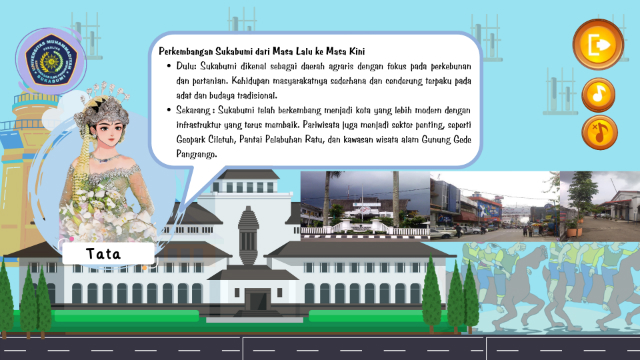 UNIVERSITAS MUHAMMADIYAH
SUKABUMI
Perkembangan Sukabumi dari Masa Lalu ke Masa Kini
• Dulu: Sukabumi dikenal sebagai daerah agraris dengan fokus pada perkebunan
dan pertanian. Kehidupan masyarakatnya sederhana dan cenderung terpaku pada
adat dan budaya tradisional.
• Sekarang : Sukabumi telah berkembang menjadi kota yang lebih modern dengan
infrastruktur yang terus membaik. Pariwisata juga menjadi sektor penting, seperti
Geopark Ciletuh, Pantai Pelabuhan Ratu, dan kawasan wisata alam Gunung Gede
Pangrango.
Tata